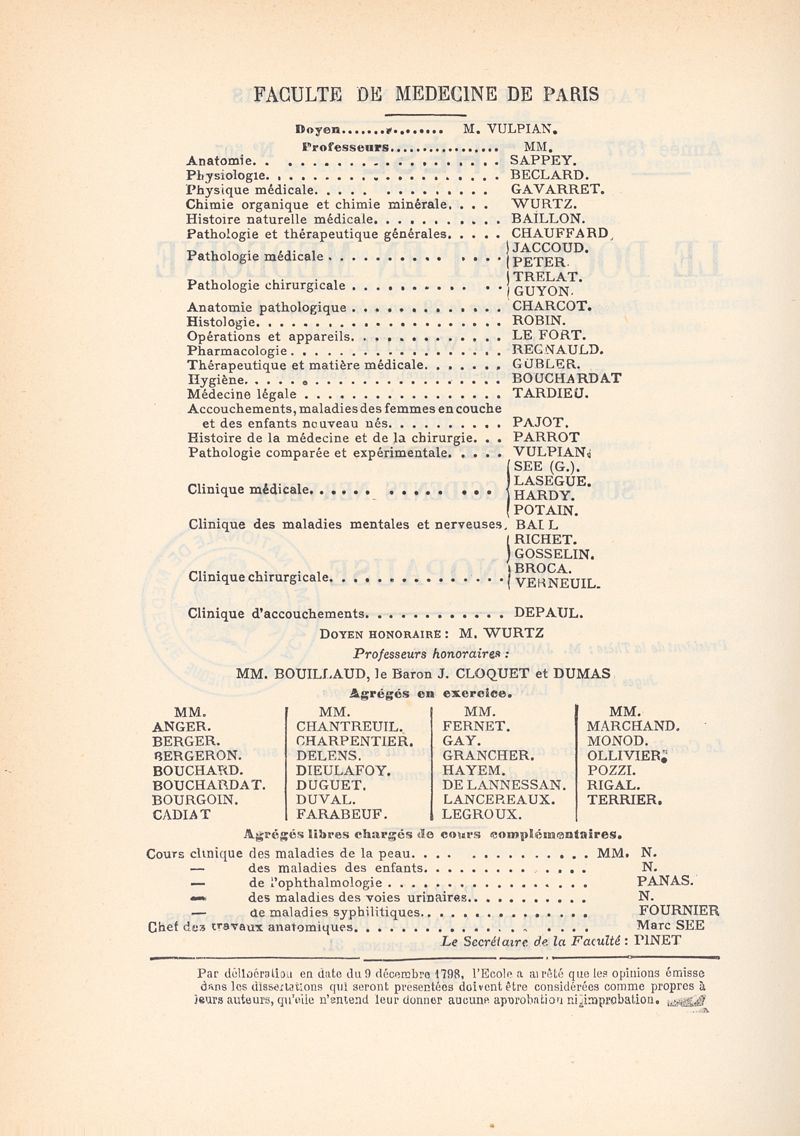 FACULTE DE MEDECINE DE PARIS
Doyen.................. M. VULPIAN.
Professeurs................ MM.
Anatomie. . . . . . . . . . . . . . . . . . . . SAPPEY.
Physiologie. . . . . . . . . . . . . . . . . . . . BECLARD.
Physique médicale. . . . . . . . . . . . . . GAVARRET.
Chimie organique et chimie minérale. . . . WURTZ.
Histoire naturelle médicale. . . . . . . . . . . BAILLON.
Pathologie et thérapeutique générales. . . . . CHAUFFARD.
Pathologie médicale . . . . . . . . . . . . . . JACCOUD.
PETER.
Pathologie chirurgicale . . . . . . . . . . . . TRELAT.
GUYON.
Anatomie pathologique . . . . . . . . . . . . CHARCOT.
Histologie. . . . . . . . . . . . . . . . . . . . ROBIN.
Opérations et appareils. . . . . . . . . . . . . LE FORT.
Pharmacologie . . . . . . . . . . . . . . . . . . REGNAULD.
Thérapeutique et matière médicale. . . . . . . GUBLER.
Hygiène. . . . . . . . . . . . . . . . . . . . . BOUCHARDAT
Médecine légale . . . . . . . . . . . . . . . . . TARDIEU.
Accouchements, maladies des femmes en couche
et des enfants nouveau nés. . . . . . . . . . PAJOT.
Histoire de la médecine et de la chirurgie. . . PARROT
Pathologie comparée et expérimentale. . . . . VULPIAN.
Clinique médicale. . . . . . . . . . . . . . SEE (G.).
LASEGUE.
HARDY.
POTAIN.
Clinique des maladies mentales et nerveuses. BALL
Clinique chirurgicale. . . . . . . . . . . . . . . RICHET.
GOSSELIN.
BROCA.
VERNEUIL.
Clinique d'accouchements. . . . . . . . . . . . DEPAUL.
DOYEN HONORAIRE : M. WURTZ
Professeurs honoraires :
MM. BOUILLAUD, le Baron J. CLOQUET et DUMAS
Agrégés en exercice.
MM. MM. MM. MM.
ANGER. CHANTREUIL. FERNET. MARCHAND.
BERGER. CHARPENTIER. GAY. MONOD.
BERGERON. DELENS. GRANCHER. OLLIVIER.
BOUCHARD. DIEULAFOY. HAYEM. POZZI.
BOUCHARDAT. DUGUET. DE LANNESSAN. RIGAL.
BOURGOIN. DUVAL. LANCEREAUX. TERRIER.
CADIAT FARABEUF. LEGROUX.
Agrégés libres chargés de cours complémentaires.
Cours clinique des maladies de la peau. . . . . . . . . . . . . . . MM. N.
— des maladies des enfants. . . . . . . . . . . . . . N.
— de l'ophthalmologie . . . . . . . . . . . . . . . . . PANAS.
— des maladies des voies urinaires. . . . . . . . . . . N.
— de maladies syphilitiques. . . . . . . . . . . . . . . FOURNIER
Chef des travaux anatomiques. . . . . . . . . . . . . . . . . . . . Marc SEE
Le Secrétaire de la Faculté : PINET
Par délibération en date du 9 décembre 1798, l'Ecole a arrêté que les opinions émisse
dans les dissertations qui seront presentées doivent être considérées comme propres à
leurs auteurs, qu'elle n'entend leur donner aucune approbation ni improbation.